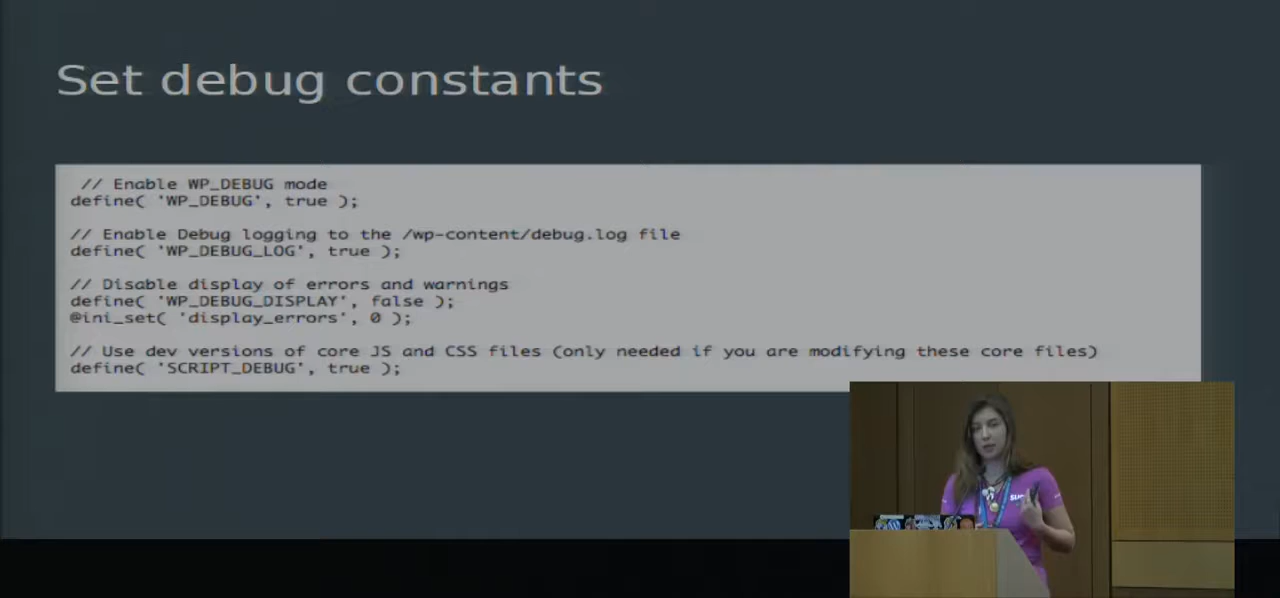 Set debug constants
// Enable WP_DEBUG mode
define( 'WP_DEBUG', true );
// Enable Debug logging to the /wp-content/debug.log file
define( 'WP_DEBUG_LOG', true );
// Disable display of errors and warnings
define( 'WP_DEBUG_DISPLAY', false );
@ini_set( 'display_errors', 0 );
// Use dev versions of core JS and CSS files (only needed if you are modifying these core files)
define( 'SCRIPT_DEBUG', true );